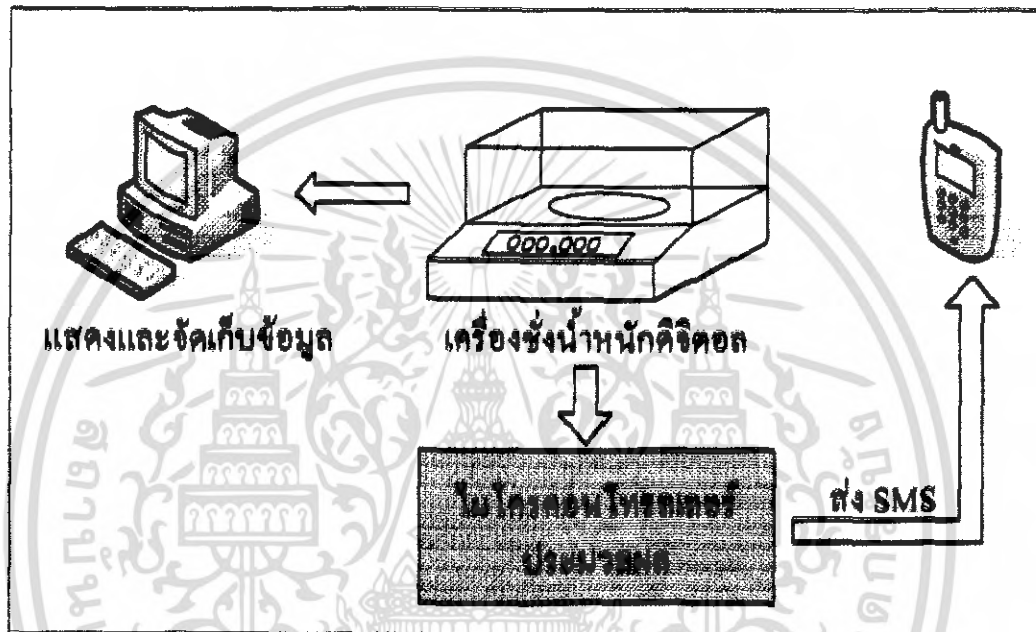 000.000
แสดงและจัดเก็บข้อมูล
เครื่องชั่งน้ำหนักดิจิตอล
ไมโครคอนโทรลเลอร์
ประมวลผล
ส่ง SMS